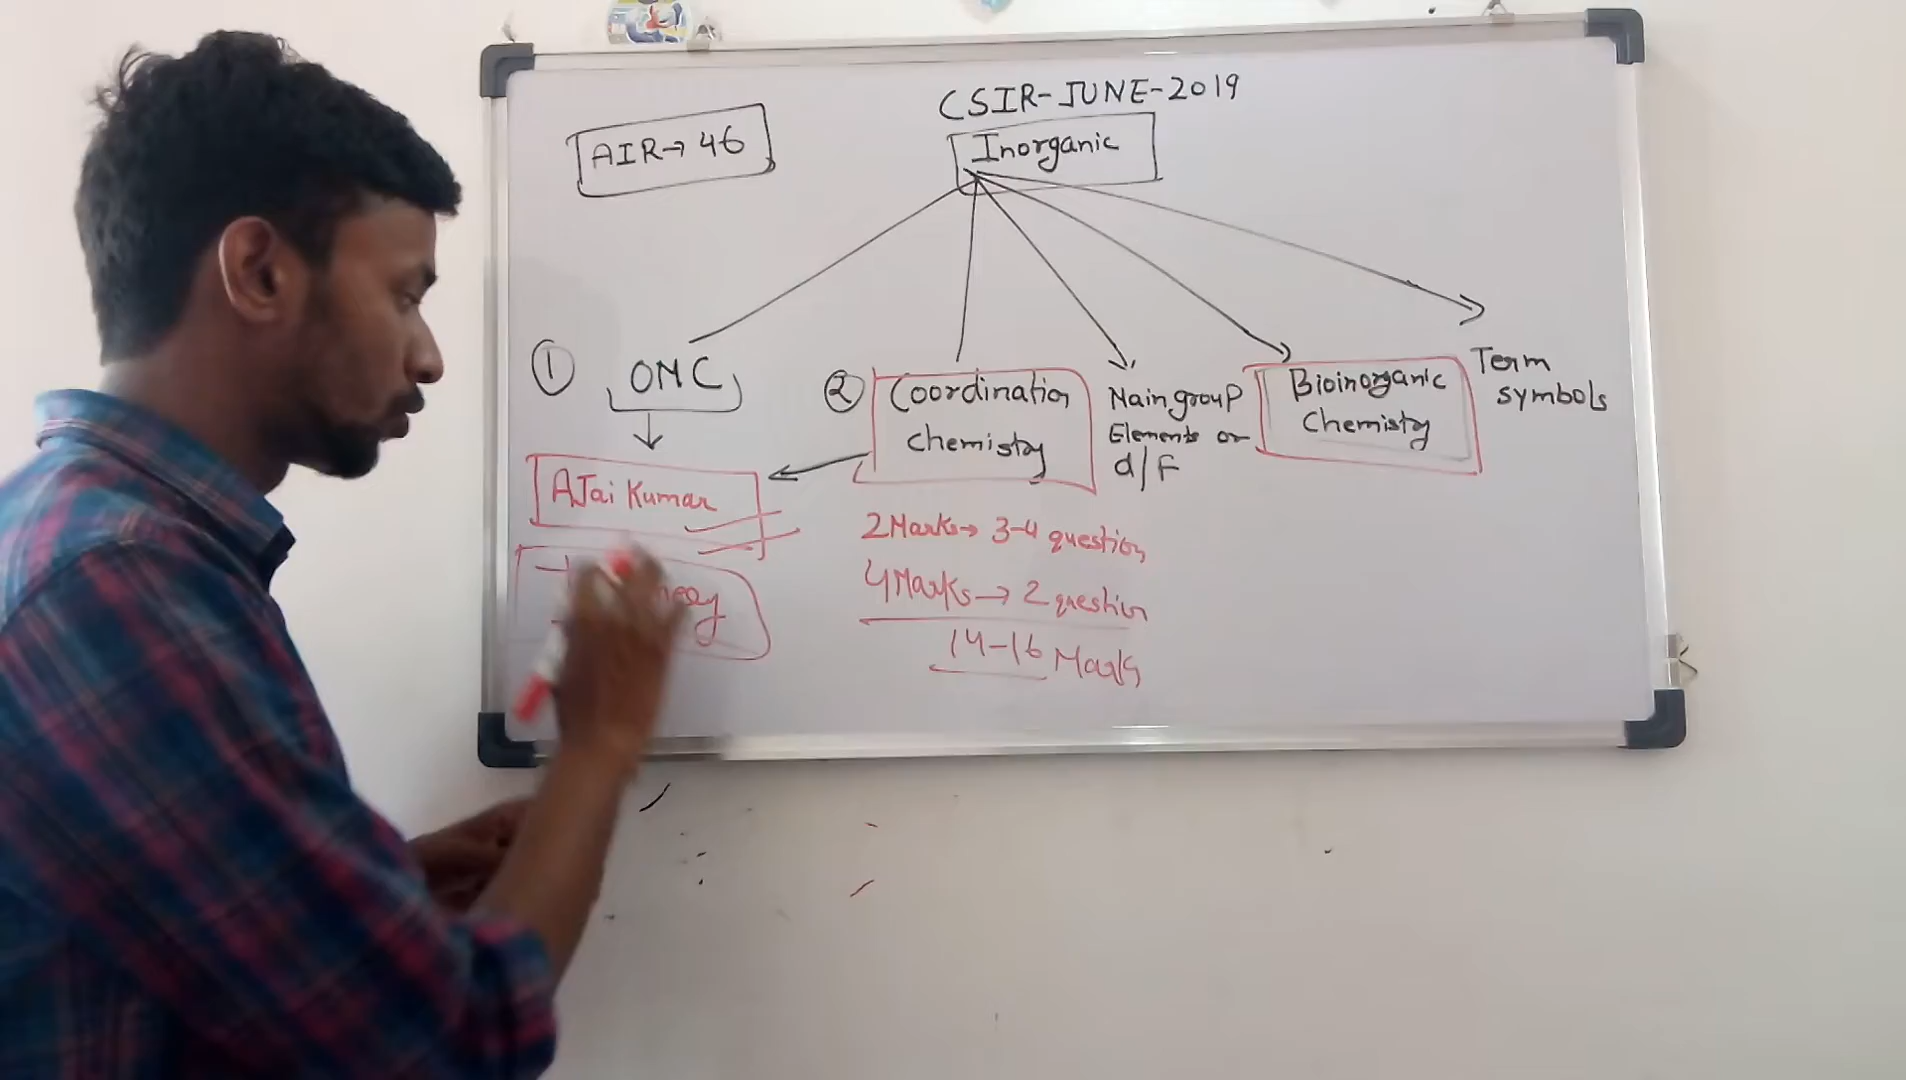 CSIR-JUNE-2019
AIR→46
Inorganic
① OMC
② Coordination
chemistry
Main group
Elements or
d/F
Bioinorganic
Chemistry
Term
symbols
AJai Kumar
2 Marks→ 3-4 question
4 Marks→ 2 question
14-16 Marks